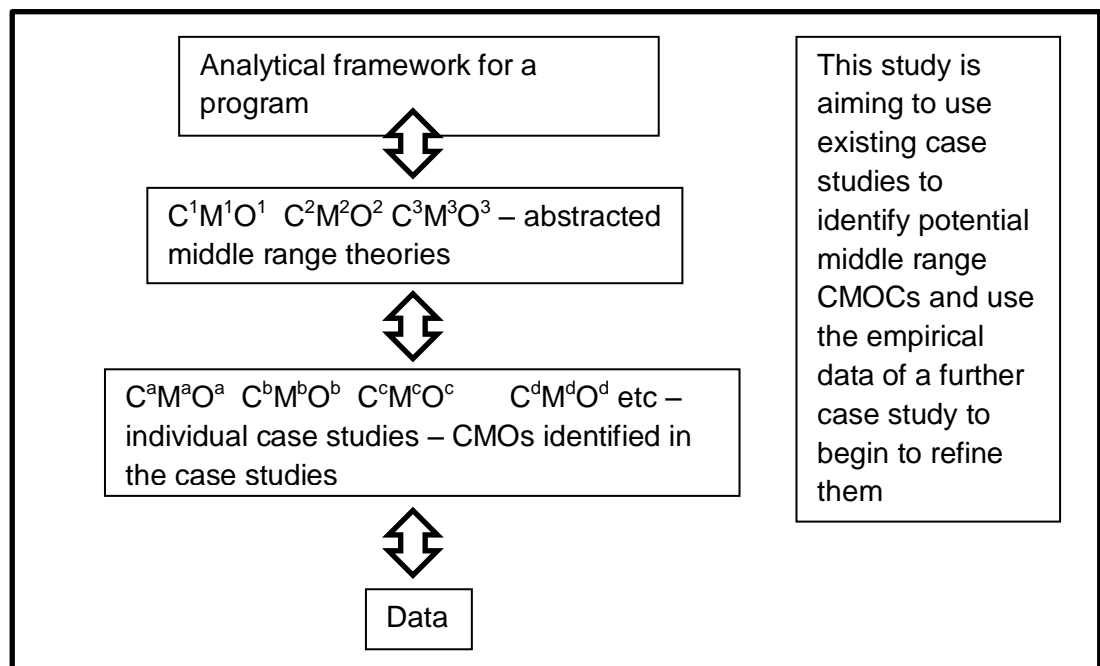 Analytical framework for a
program
C¹M¹O¹  C²M²O² C³M³O³ – abstracted
middle range theories
CᵃMᵃOᵃ  CᵇMᵇOᵇ  CᶜMᶜOᶜ  CᵈMᵈOᵈ etc –
individual case studies – CMOs identified in
the case studies
Data
This study is
aiming to use
existing case
studies to
identify potential
middle range
CMOCs and use
the empirical
data of a further
case study to
begin to refine
them